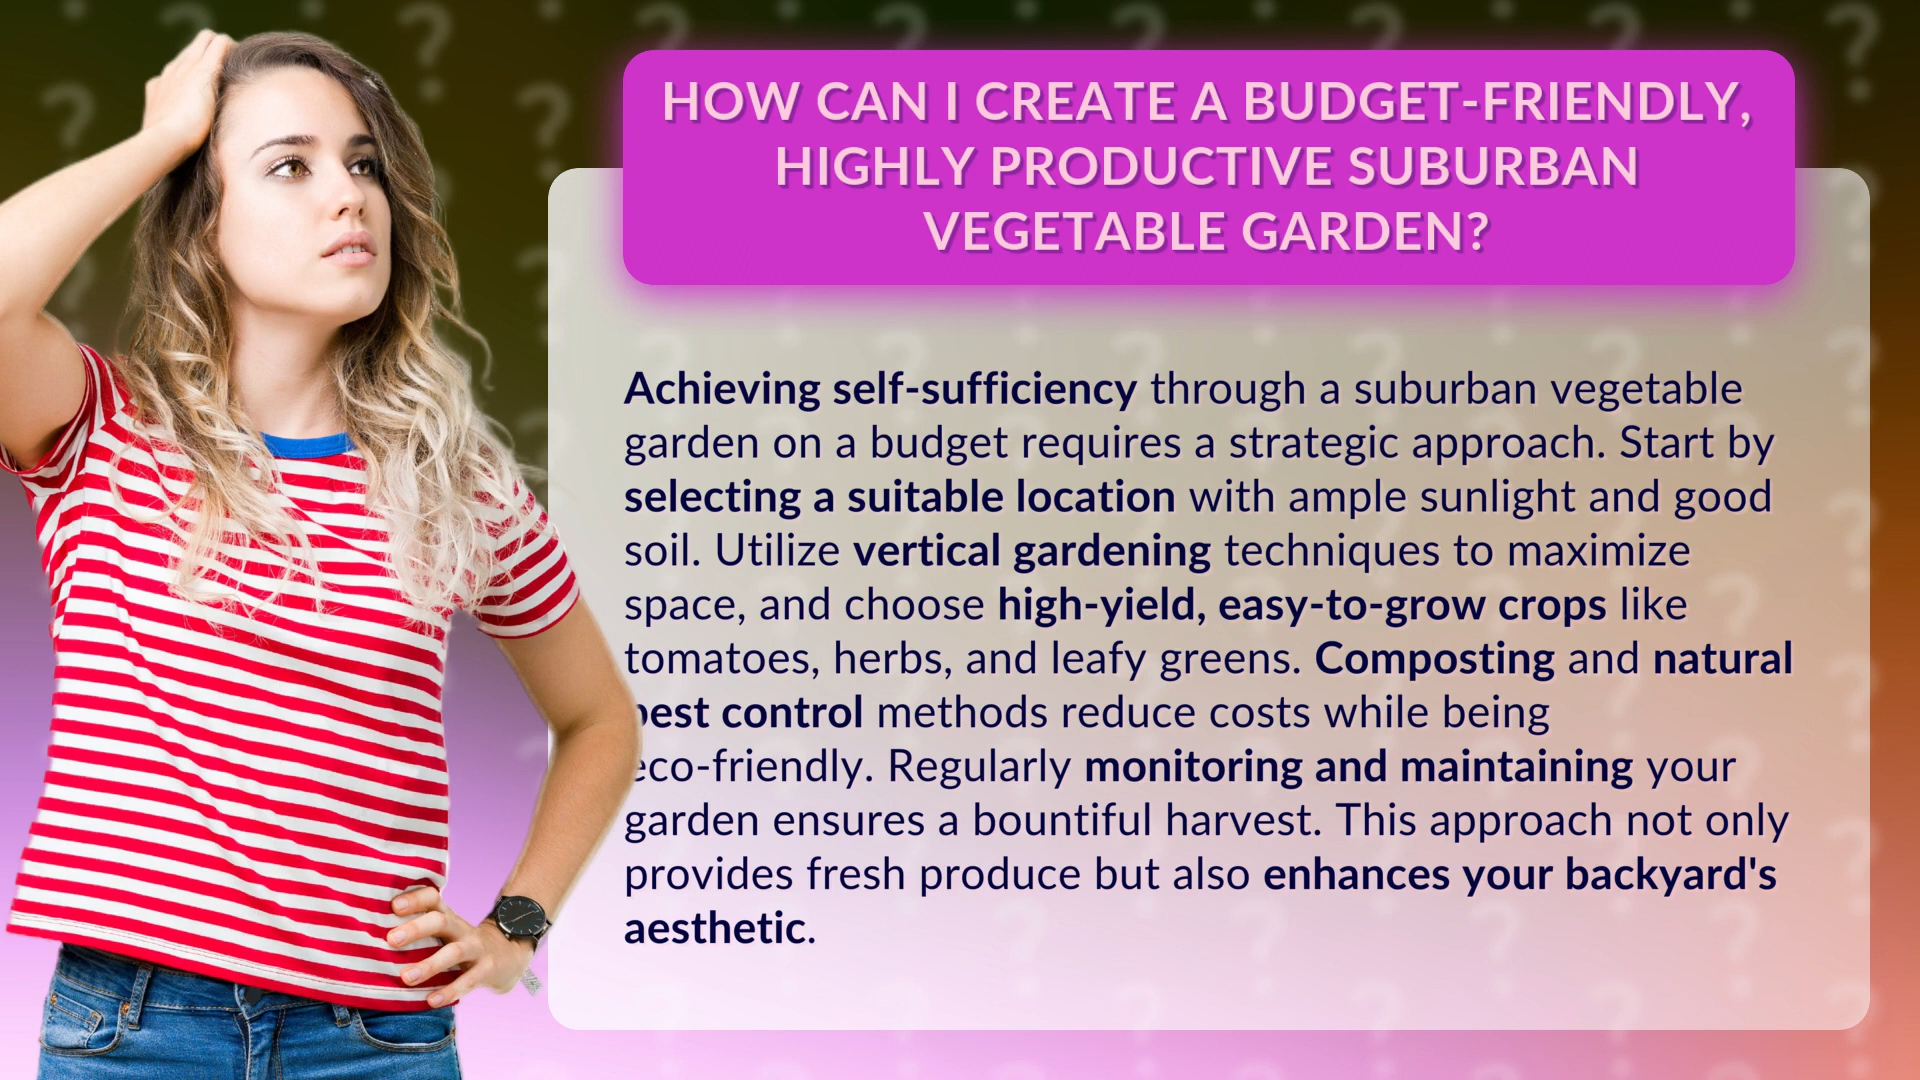 HOW CAN I CREATE A BUDGET-FRIENDLY,
HIGHLY PRODUCTIVE SUBURBAN
VEGETABLE GARDEN?
Achieving self-sufficiency through a suburban vegetable
garden on a budget requires a strategic approach. Start by
selecting a suitable location with ample sunlight and good
soil. Utilize vertical gardening techniques to maximize
space, and choose high-yield, easy-to-grow crops like
tomatoes, herbs, and leafy greens. Composting and natural
pest control methods reduce costs while being
eco-friendly. Regularly monitoring and maintaining your
garden ensures a bountiful harvest. This approach not only
provides fresh produce but also enhances your backyard's
aesthetic.